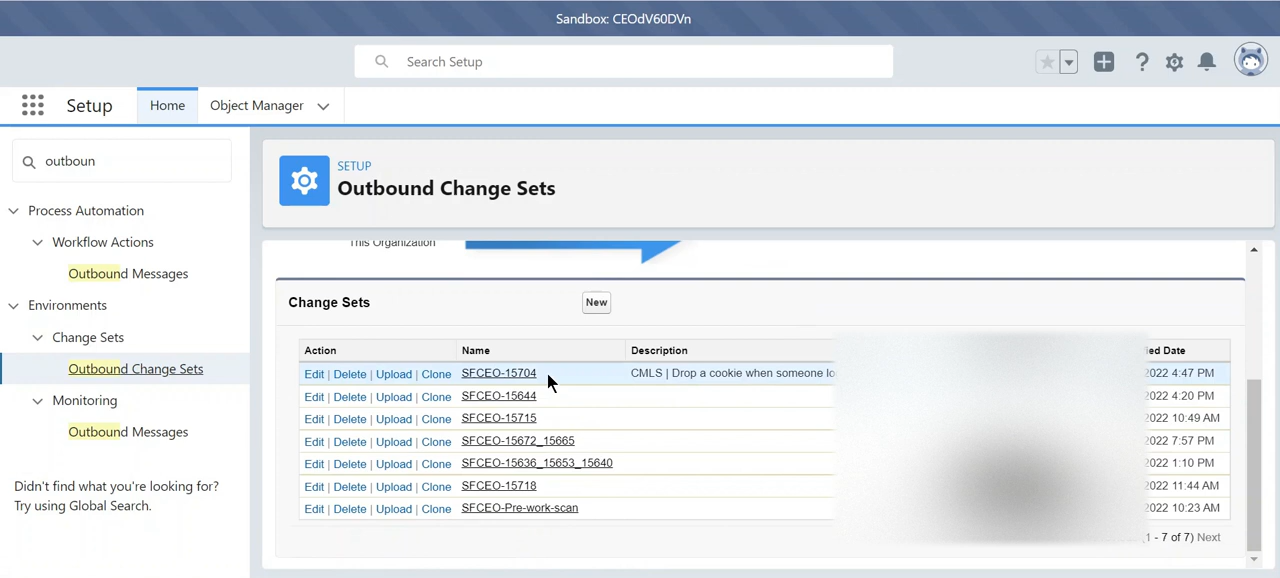 Sandbox: CEOdV60DVn
Search Setup
Setup
Home
Object Manager
outboun
Process Automation
Workflow Actions
Outbound Messages
Environments
Change Sets
Outbound Change Sets
Monitoring
Outbound Messages
Didn't find what you're looking for?
Try using Global Search.
SETUP
Outbound Change Sets
This Organization
Change Sets
New
Action Name Description ied Date
Edit | Delete | Upload | Clone SFCEO-15704 CMLS | Drop a cookie when someone lo 2022 4:47 PM
Edit | Delete | Upload | Clone SFCEO-15644 2022 4:20 PM
Edit | Delete | Upload | Clone SFCEO-15715 2022 10:49 AM
Edit | Delete | Upload | Clone SFCEO-15672_15665 2022 7:57 PM
Edit | Delete | Upload | Clone SFCEO-15636_15653_15640 2022 1:10 PM
Edit | Delete | Upload | Clone SFCEO-15718 2022 11:44 AM
Edit | Delete | Upload | Clone SFCEO-Pre-work-scan 2022 10:23 AM
(1 - 7 of 7) Next